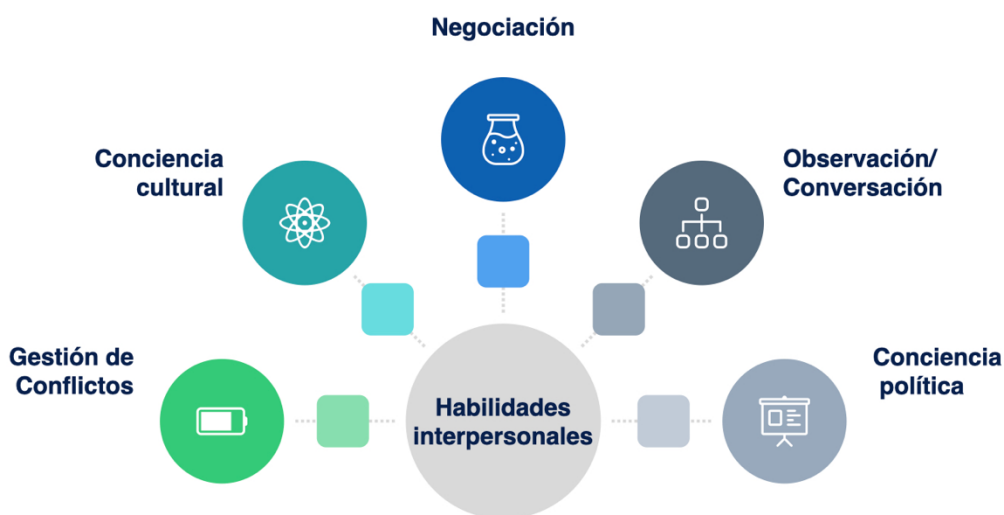 Negociación
Conciencia
cultural
Observación/
Conversación
Gestión de
Conflictos
Habilidades
interpersonales
Conciencia
política